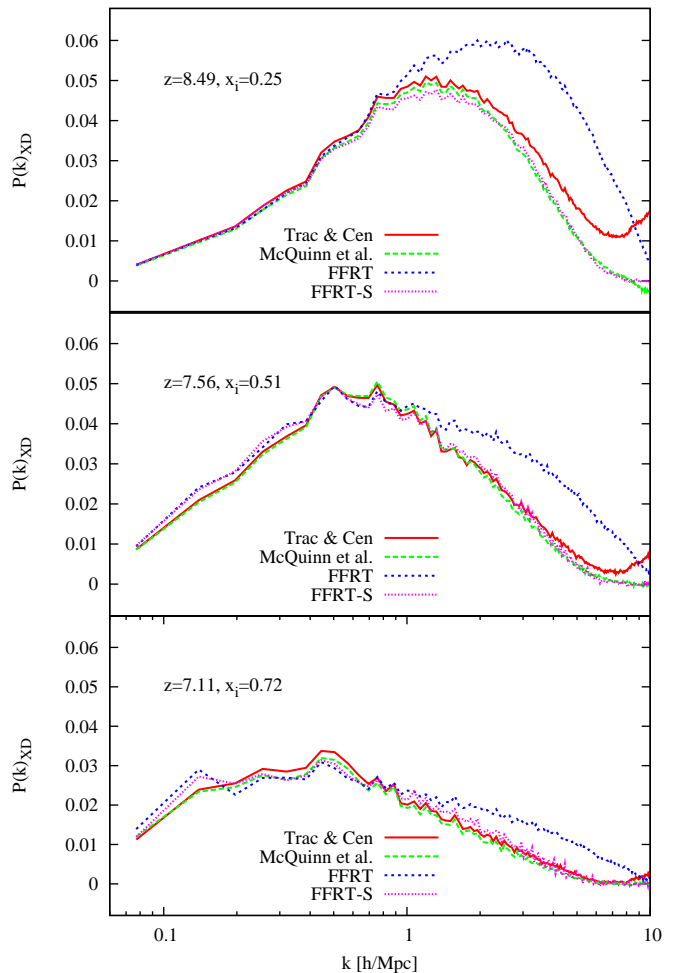 0.06
0.05
0.04
0.03
0.02
0.01
0
P(k)_XD
z=8.49, x_i=0.25
Trac & Cen
McQuinn et al.
FFRT
FFRT-S
0.06
0.05
0.04
0.03
0.02
0.01
0
P(k)_XD
z=7.56, x_i=0.51
Trac & Cen
McQuinn et al.
FFRT
FFRT-S
0.06
0.05
0.04
0.03
0.02
0.01
0
P(k)_XD
z=7.11, x_i=0.72
Trac & Cen
McQuinn et al.
FFRT
FFRT-S
0.1 1 10
k [h/Mpc]